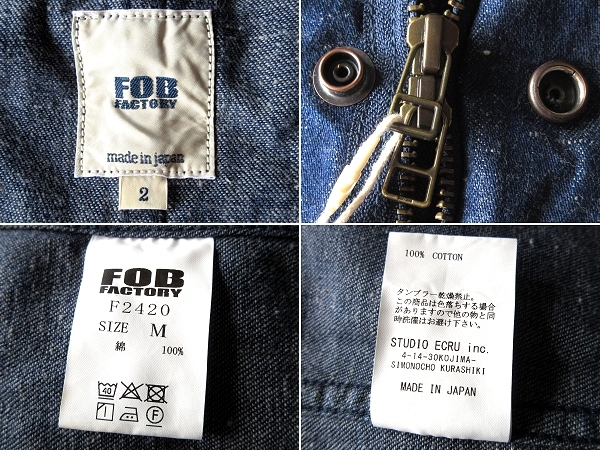 FOB
FACTORY
made in japan
2
FOB
FACTORY
F2420
SIZE M
綿 100%
40
F
100% COTTON
タンブラー乾燥禁止。
この商品は色落ちする場合
がありますので他の物と同
時洗濯はお避け下さい。
STUDIO ECRU inc.
4-14-30KOJIMA-
SIMONOCHO KURASHIKI
MADE IN JAPAN